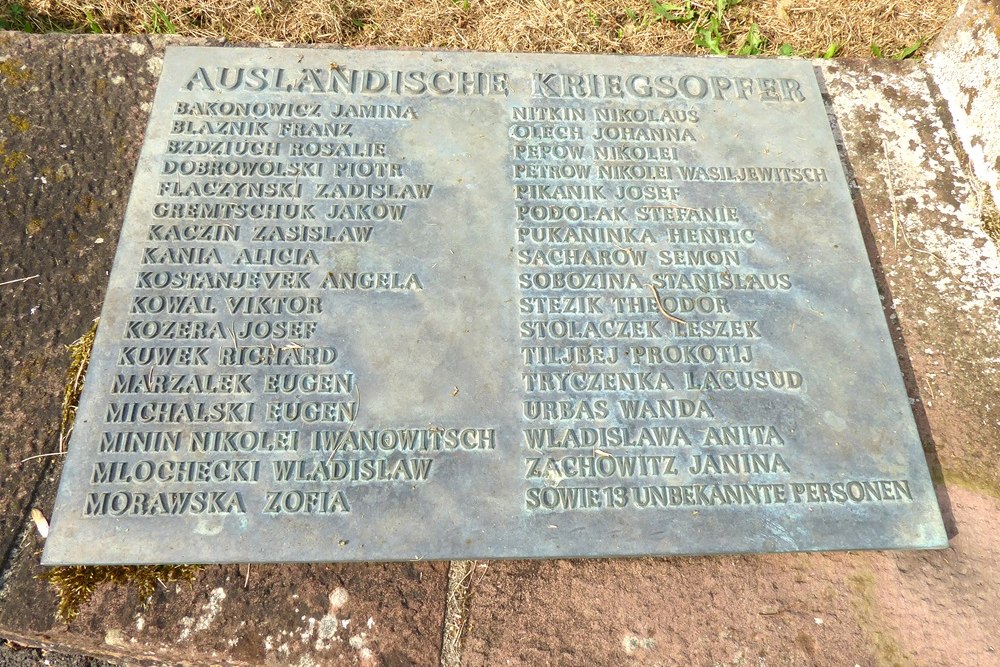 AUSLÄNDISCHE KRIEGSOPFER
BAKONOWICZ JAMINA
BLAZNIK FRANZ
BZDZIUCH ROSALIE
DOBROWOLSKI PIOTR
FLACZYNSKI ZADISLAW
GREMTSCHUK JAKOW
KACZIN ZASISLAW
KANIA ALICIA
KOSTANJEVEK ANGELA
KOWAL VIKTOR
KOZERA JOSEF
KUWEK RICHARD
MARZALEK EUGEN
MICHALSKI EUGEN
MININ NIKOLEI IWANOWITSCH
MLOCHECKI WLADISLAW
MORAWSKA ZOFIA
NITKIN NIKOLAUS
OLECH JOHANNA
PEPOW NIKOLEI
PETROW NIKOLEI WASILJEWITSCH
PIKANIK JOSEF
PODOLAK STEFANIE
PUKANINKA HENRIC
SACHAROW SEMON
SOBOZINA STANISLAUS
STEZIK THEODOR
STOLACZEK LESZEK
TILJBEJ PROKOTIJ
TRYCZENKA LACUSUD
URBAS WANDA
WLADISLAWA ANITA
ZACHOWITZ JANINA
SOWIE 13 UNBEKANNTE PERSONEN